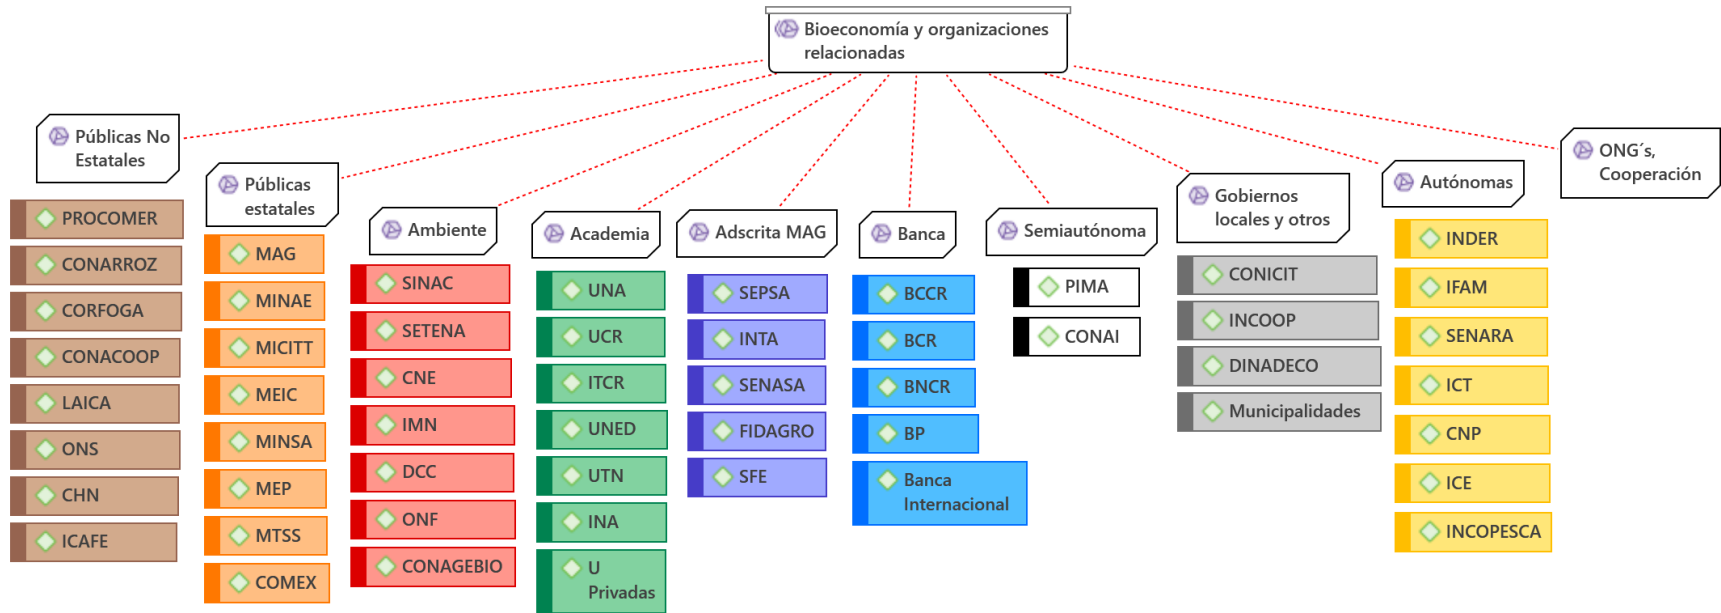 Bioeconomía y organizaciones
relacionadas
Públicas No
Estatales
PROCOMER
CONARROZ
CORFOGA
CONACOOP
LAICA
ONS
CHN
ICAFE
Públicas
estatales
MAG
MINAE
MICITT
MEIC
MINSA
MEP
MTSS
COMEX
Ambiente
SINAC
SETENA
CNE
IMN
DCC
ONF
CONAGEBIO
Academia
UNA
UCR
ITCR
UNED
UTN
INA
U
Privadas
Adscrita MAG
SEPSA
INTA
SENASA
FIDAGRO
SFE
Banca
BCCR
BCR
BNCR
BP
Banca
Internacional
Semiautónuma
PIMA
CONAI
Gobiernos
locales y otros
CONICIT
INCOOP
DINADECO
Municipalidades
Autónomas
INDER
IFAM
SENARA
ICT
CNP
ICE
INCOPESCA
ONG´s,
Cooperación